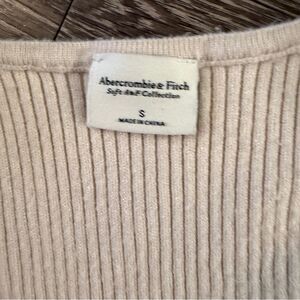 Abercrombie & Fitch
Soft A&F Collection
S
MADE IN CHINA